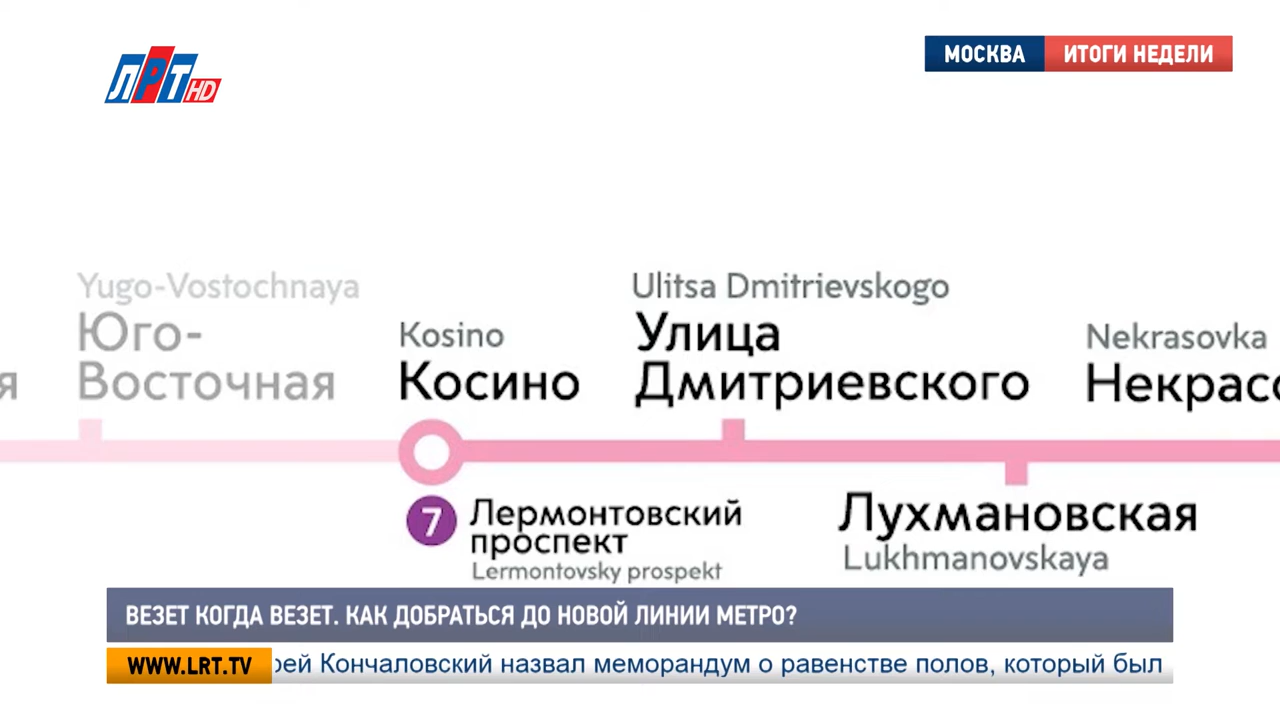 ЛРТ HD
МОСКВА ИТОГИ НЕДЕЛИ
Yugo-Vostochnaya
Юго-
Восточная
Kosino
Косино
Ulitsa Dmitrievskogo
Улица
Дмитриевского
Nekrasovka
7
Лермонтовский
проспект
Lermontovsky prospekt
Лухмановская
Lukhmanovskaya
ВЕЗЕТ КОГДА ВЕЗЕТ. КАК ДОБРАТЬСЯ ДО НОВОЙ ЛИНИИ МЕТРО?
WWW.LRT.TV Кончаловский назвал меморандум о равенстве полов, который был